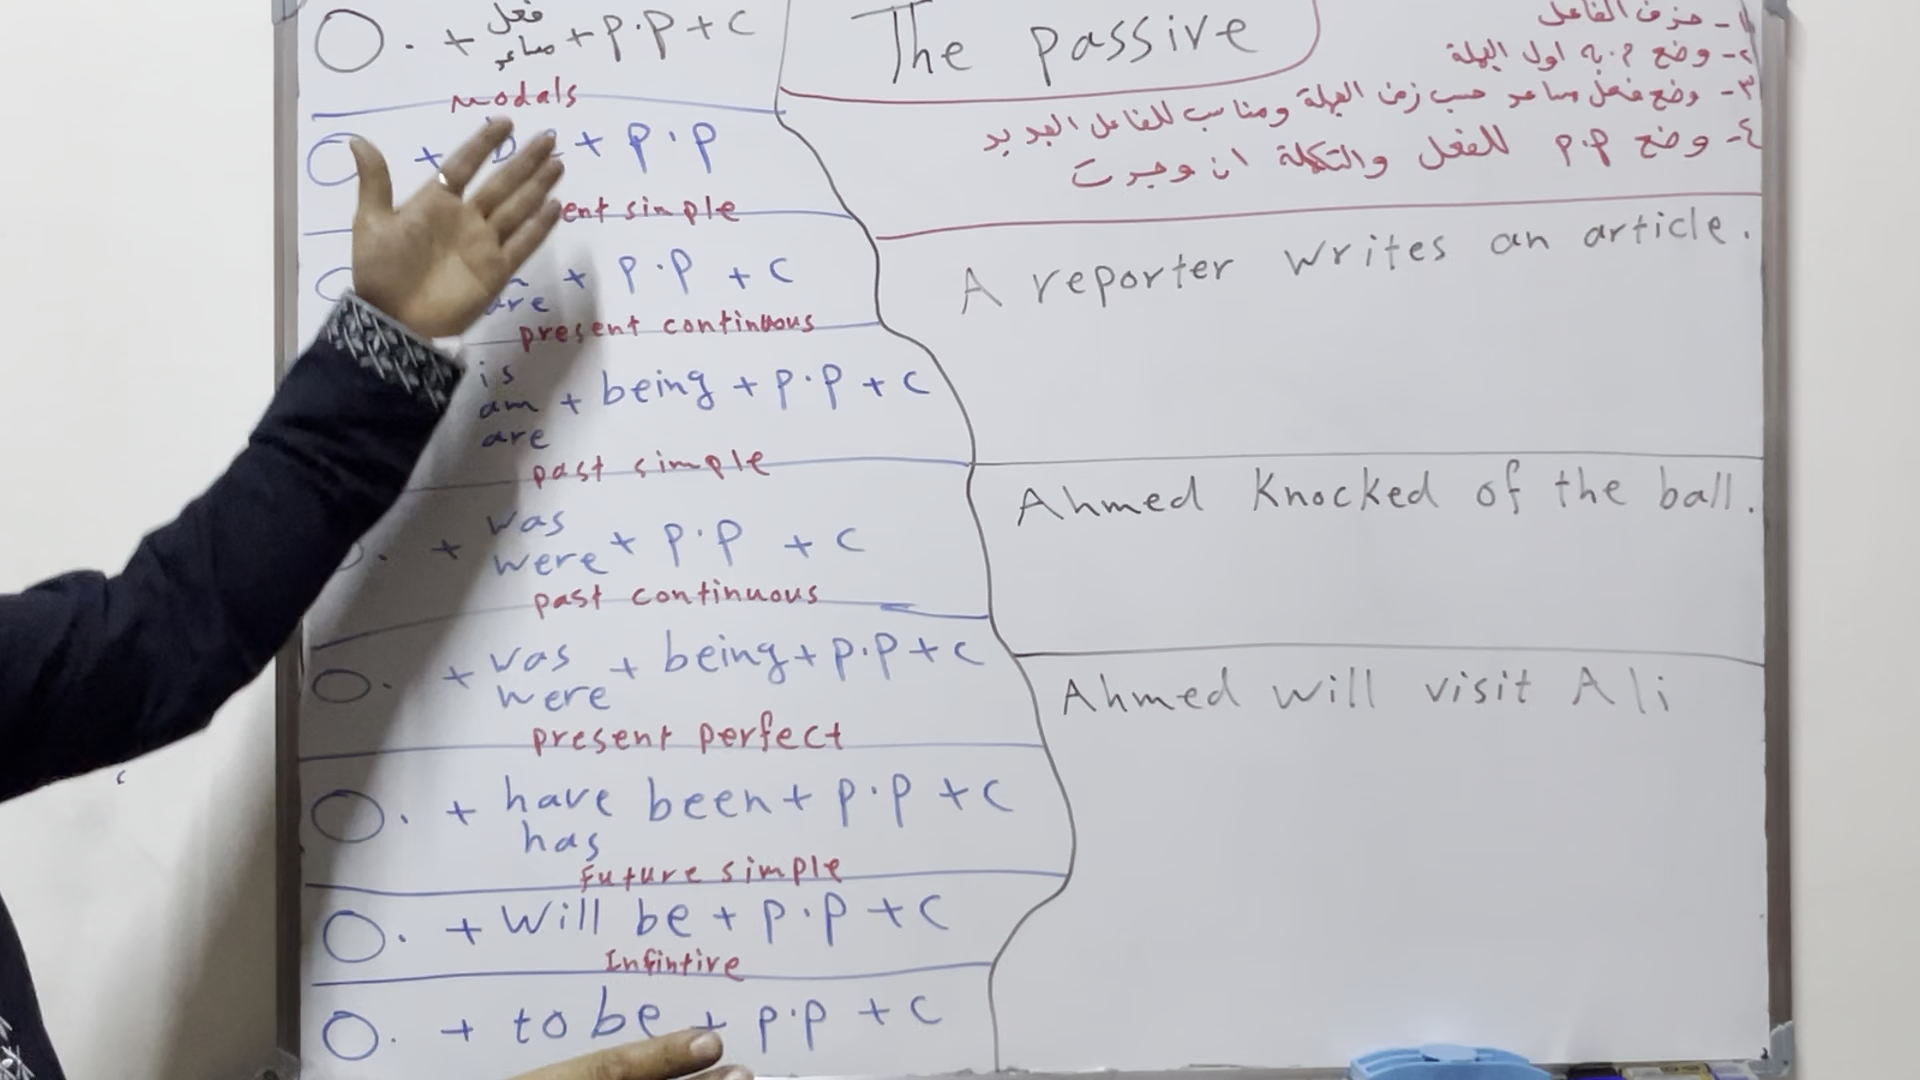 O. + فعل مساعد + p.p + c
modals
O + be + p.p
ent simple
+ p.p + c
are
present continuous
is
am + being + p.p + c
are
past simple
. + was were + p.p + c
past continuous
O. + was were + being + p.p + c
present perfect
O. + have been + p.p + c
has
Future simple
O. + Will be + p.p + c
Infintive
O. + to be + p.p + c
The passive
١- حذف الفاعل
٢- وضع م.به اول الجملة
٣- وضع فعل مساعد حسب زمن الجملة ومناسب للفاعل الجديد
٤- وضع p.p للفعل والتكملة ان وجدت
A reporter writes an article.
Ahmed Knocked of the ball.
Ahmed will visit Ali